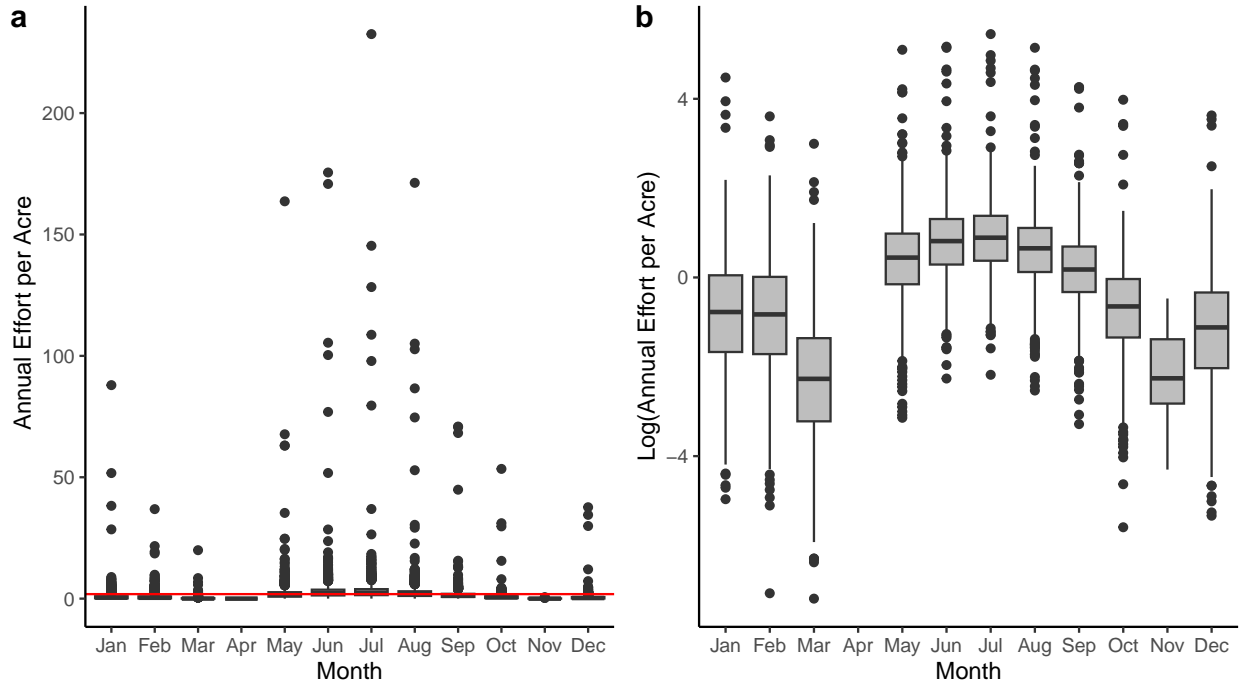 a
Annual Effort per Acre
200
150
100
50
0
Jan Feb Mar Apr May Jun Jul Aug Sep Oct Nov Dec
Month
b
Log(Annual Effort per Acre)
4
0
−4
Jan Feb Mar Apr May Jun Jul Aug Sep Oct Nov Dec
Month